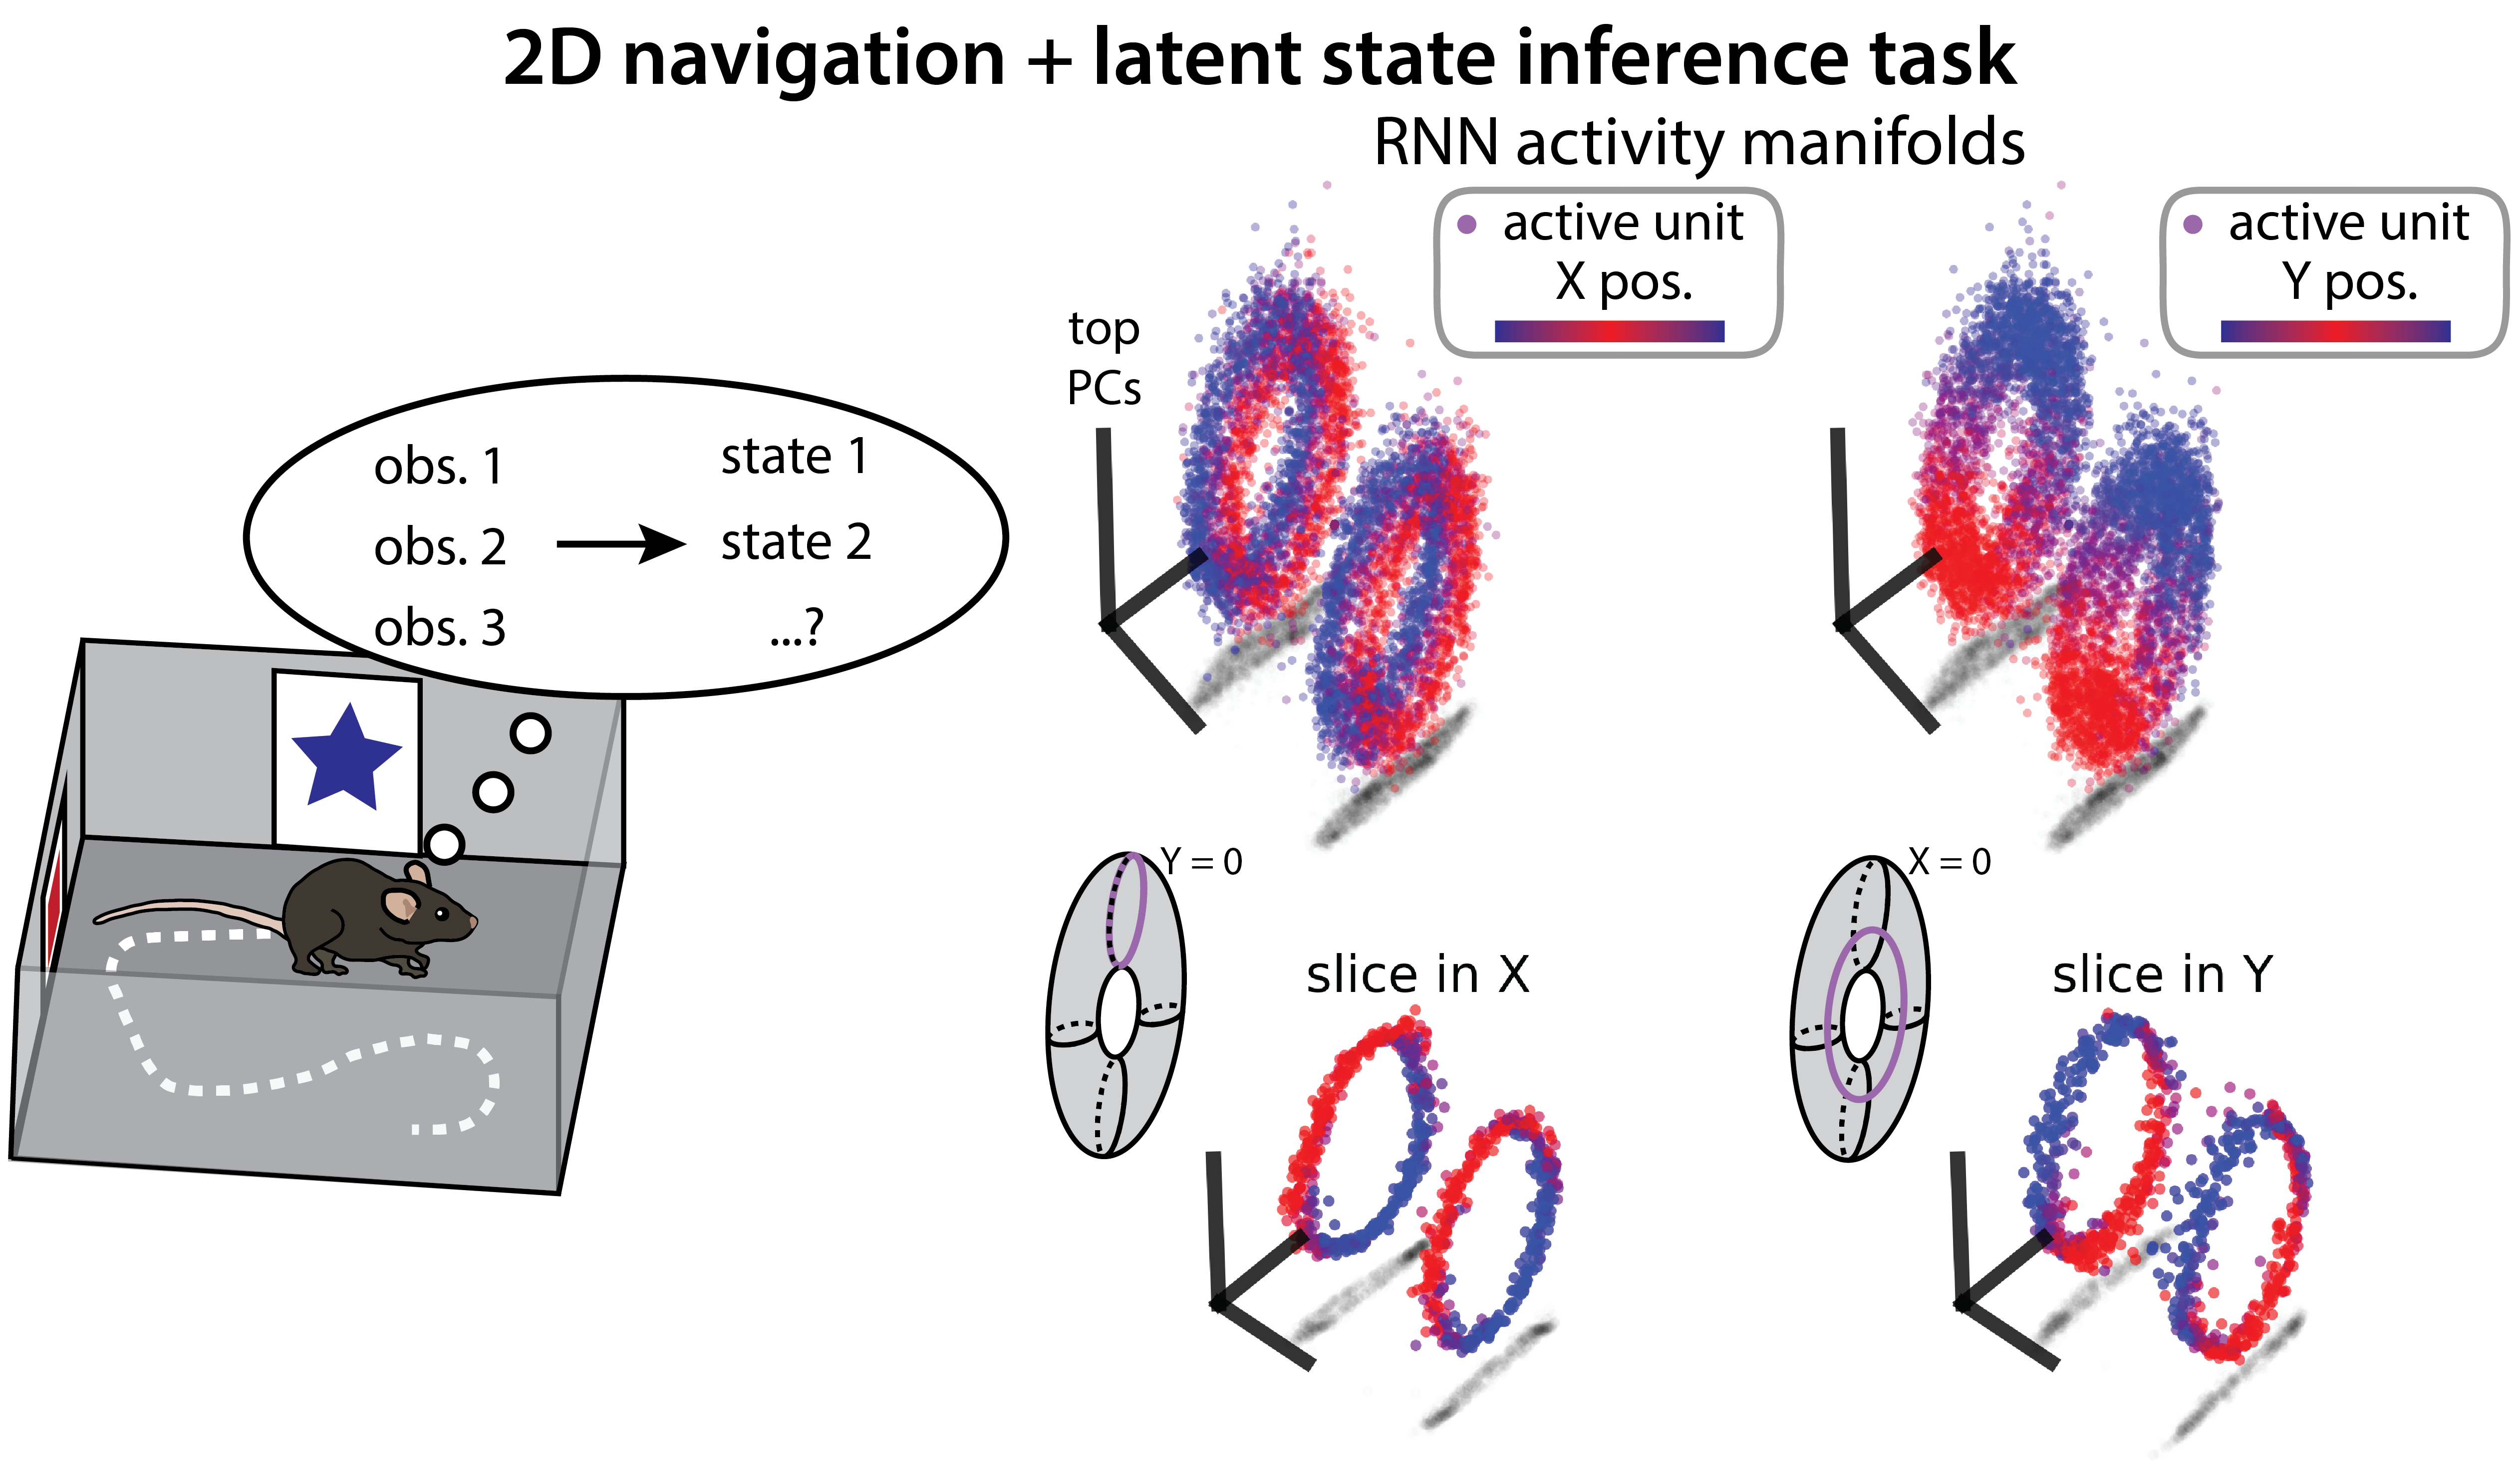 2D navigation + latent state inference task
RNN activity manifolds
active unit
X pos.
active unit
Y pos.
top
PCs
obs. 1
state 1
obs. 2
state 2
obs. 3
...?
Y = 0
X = 0
slice in X
slice in Y